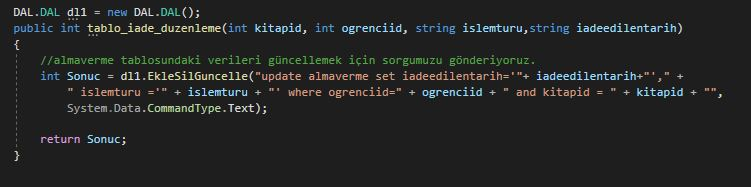 DAL.DAL dl1 = new DAL.DAL();
public int tablo_iade_duzenleme(int kitapid, int ogrenciid, string islemturu,string iadeedilentarih)
{
//almaverme tablosundaki verileri güncellemek için sorgumuzu gönderiyoruz.
int Sonuc = dl1.EkleSilGuncelle("update almaverme set iadeedilentarih='"+ iadeedilentarih+"'," +
" islemturu ='" + islemturu + "' where ogrenciid=" + ogrenciid + " and kitapid = " + kitapid + "",
System.Data.CommandType.Text);
return Sonuc;
}